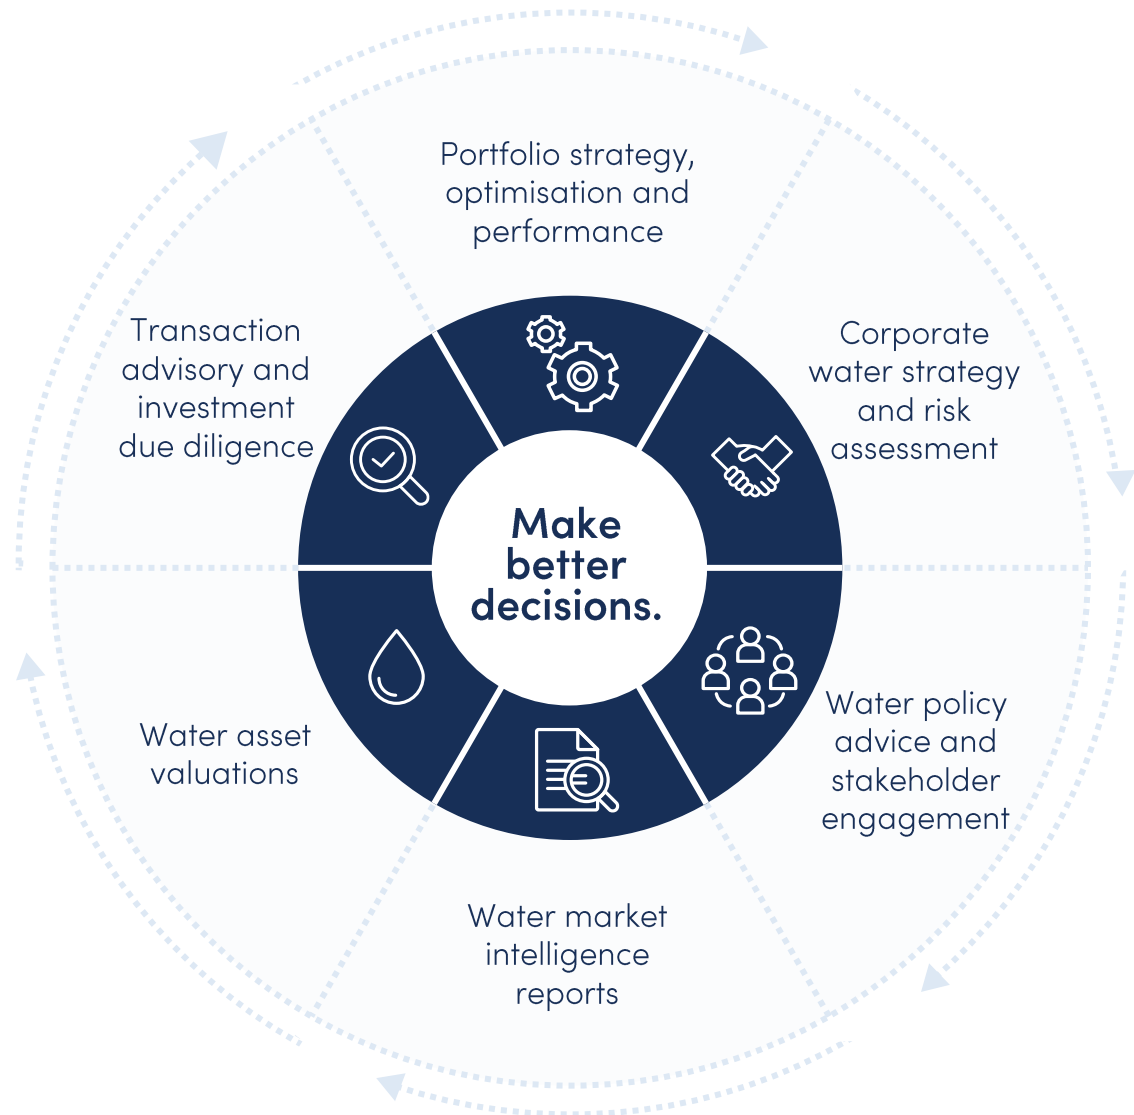 Portfolio strategy,
optimisation and
performance
Corporate
water strategy
and risk
assessment
Water policy
advice and
stakeholder
engagement
Water market
intelligence
reports
Water asset
valuations
Transaction
advisory and
investment
due diligence
Make
better
decisions.